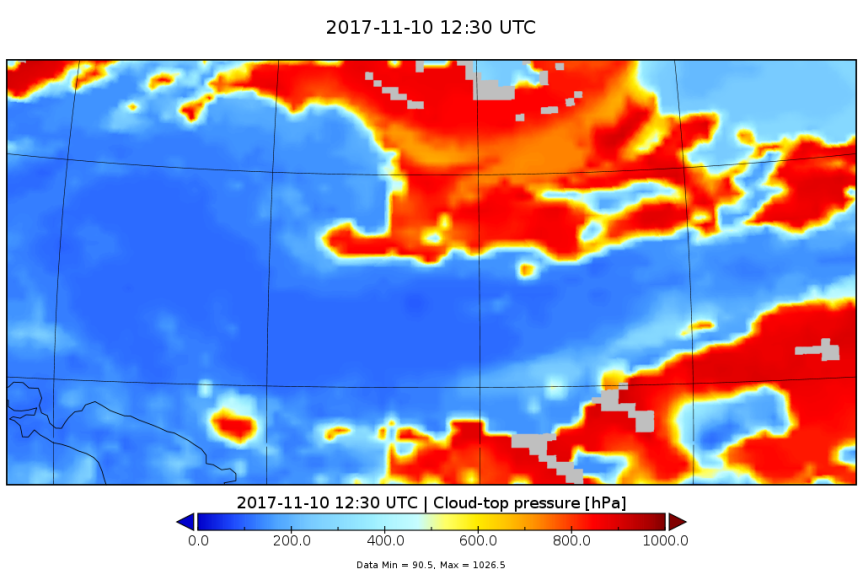 2017-11-10 12:30 UTC
2017-11-10 12:30 UTC | Cloud-top pressure [hPa]
0.0 200.0 400.0 600.0 800.0 1000.0
Data Min = 90.5, Max = 1026.5